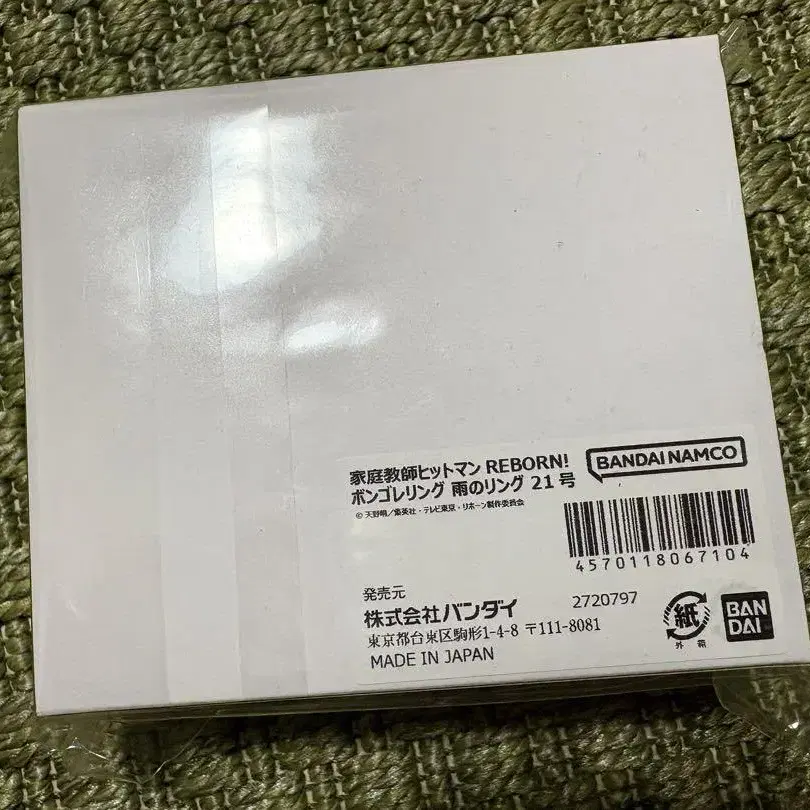 家庭教師ヒットマン REBORN!
ボンゴレリング 雨のリング 21号
© 天野明/集英社・テレビ東京・リボーン製作委員会
BANDAI NAMCO
4570118067104
発売元
株式会社バンダイ 2720797
東京都台東区駒形1-4-8 〒111-8081
MADE IN JAPAN
紙
外箱
BAN
DAI